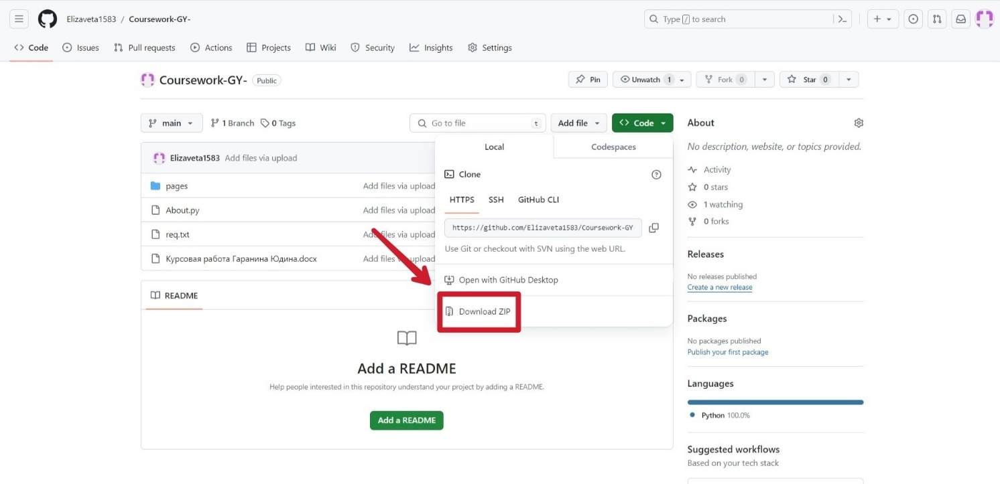 Elizaveta1583 / Coursework-GY-
Type / to search
Code Issues Pull requests Actions Projects Wiki Security Insights Settings
Coursework-GY- Public
Pin Unwatch 1 Fork 0 Star 0
main 1 Branch 0 Tags Go to file t Add file Code
Elizaveta1583 Add files via upload
pages Add files via upload
About.py Add files via upload
req.txt Add files via upload
Курсовая работа Гаранина Юдина.docx Add files via upload
Local Codespaces
Clone
HTTPS SSH GitHub CLI
https://github.com/Elizaveta1583/Coursework-GY
Use Git or checkout with SVN using the web URL.
Open with GitHub Desktop
Download ZIP
README
Add a README
Help people interested in this repository understand your project by adding a README.
Add a README
About
No description, website, or topics provided.
Activity
0 stars
1 watching
0 forks
Releases
No releases published
Create a new release
Packages
No packages published
Publish your first package
Languages
Python 100.0%
Suggested workflows
Based on your tech stack